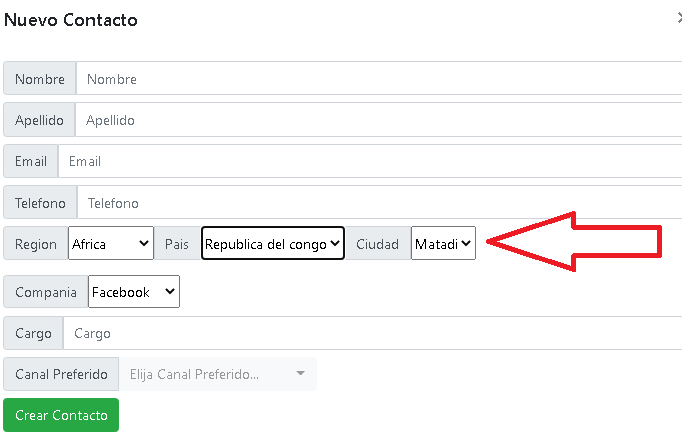 Nuevo Contacto
Nombre Nombre
Apellido Apellido
Email Email
Telefono Telefono
Region Africa Pais Republica del congo Ciudad Matadi
Compania Facebook
Cargo Cargo
Canal Preferido Elija Canal Preferido...
Crear Contacto